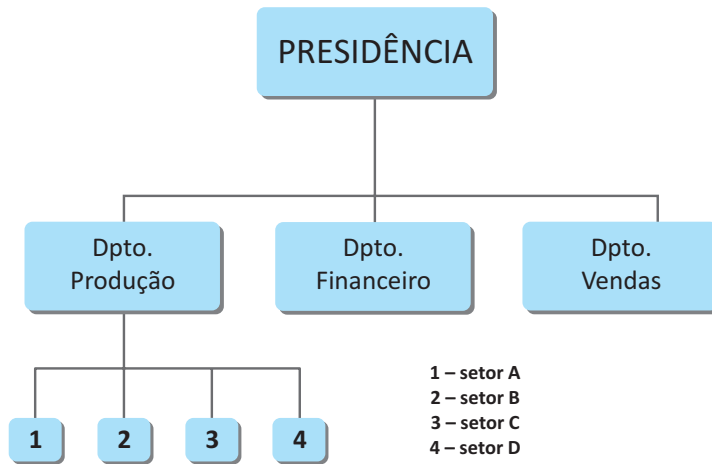 PRESIDÊNCIA
Dpto.
Produção
Dpto.
Financeiro
Dpto.
Vendas
1
2
3
4
1 – setor A
2 – setor B
3 – setor C
4 – setor D